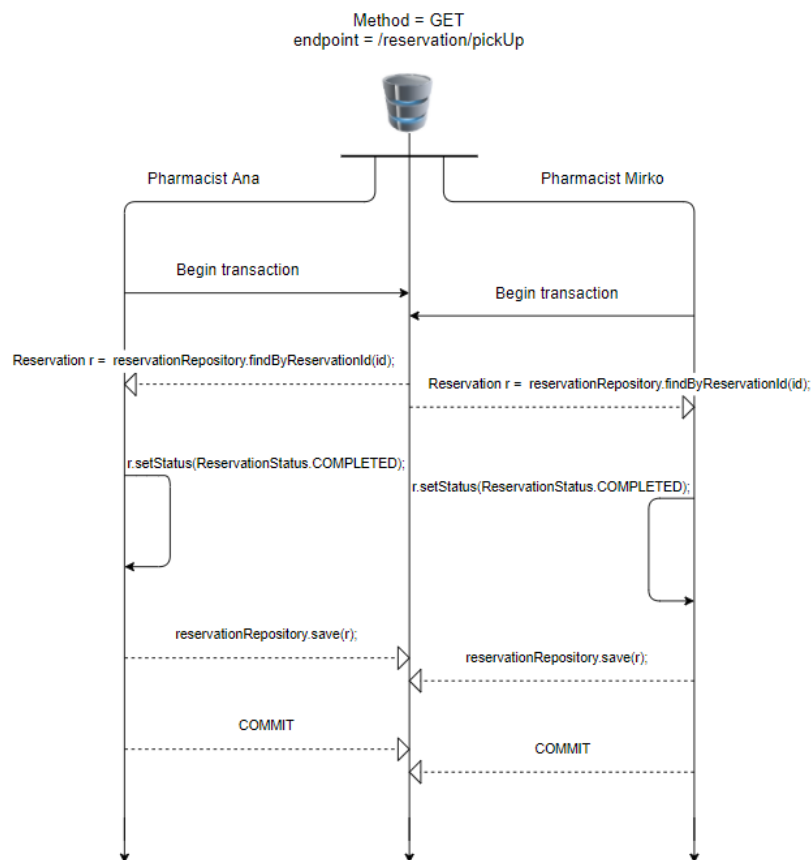 Method = GET
endpoint = /reservation/pickUp
Pharmacist Ana
Pharmacist Mirko
Begin transaction
Begin transaction
Reservation r = reservationRepository.findByReservationId(id);
Reservation r = reservationRepository.findByReservationId(id);
r.setStatus(ReservationStatus.COMPLETED);
r.setStatus(ReservationStatus.COMPLETED);
reservationRepository.save(r);
reservationRepository.save(r);
COMMIT
COMMIT